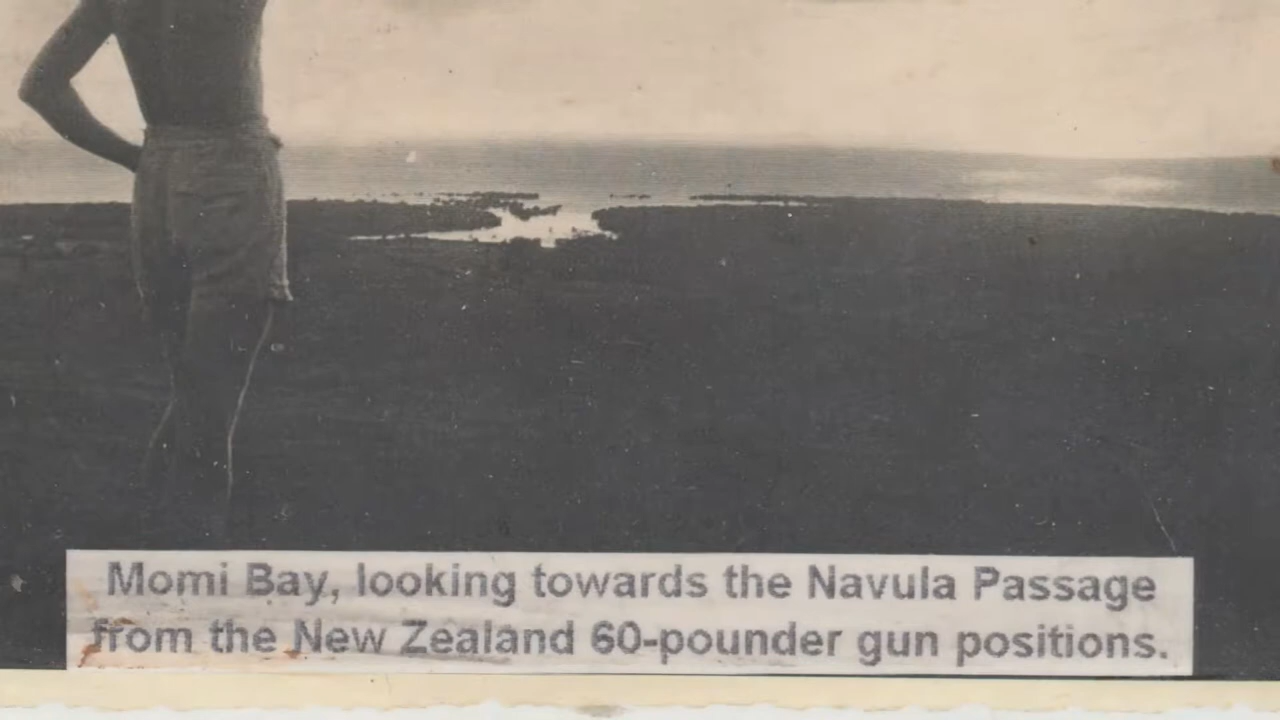 Momi Bay, looking towards the Navula Passage
from the New Zealand 60-pounder gun positions.